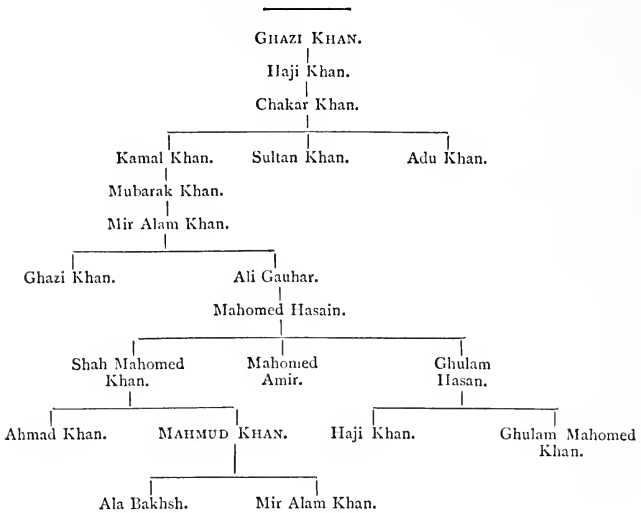 GHAZI KHAN.
Haji Khan.
Chakar Khan.
Kamal Khan. Sultan Khan. Adu Khan.
Mubarak Khan.
Mir Alam Khan.
Ghazi Khan. Ali Gauhar.
Mahomed Hasain.
Shah Mahomed Mahomed Ghulam
Khan. Amir. Hasan.
Ahmad Khan. MAHMUD KHAN. Haji Khan. Ghulam Mahomed
Khan.
Ala Bakhsh. Mir Alam Khan.